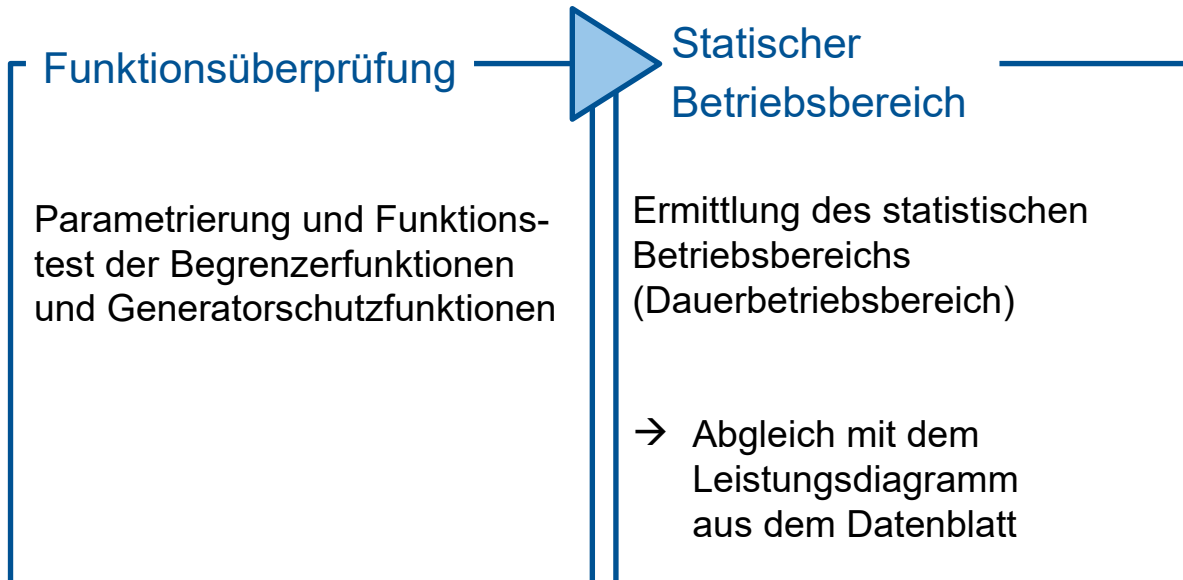 Funktionsüberprüfung
Parametrierung und Funktions-
test der Begrenzerfunktionen
und Generatorschutzfunktionen
Statischer
Betriebsbereich
Ermittlung des statistischen
Betriebsbereichs
(Dauerbetriebsbereich)
→ Abgleich mit dem
Leistungsdiagramm
aus dem Datenblatt